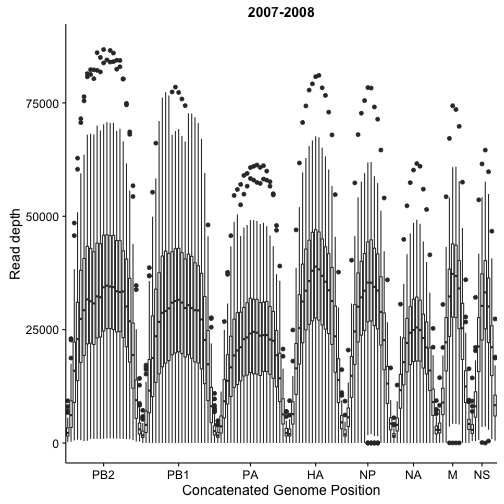 2007-2008
Read depth
75000
50000
25000
0
PB2 PB1 PA HA NP NA M NS
Concatenated Genome Position